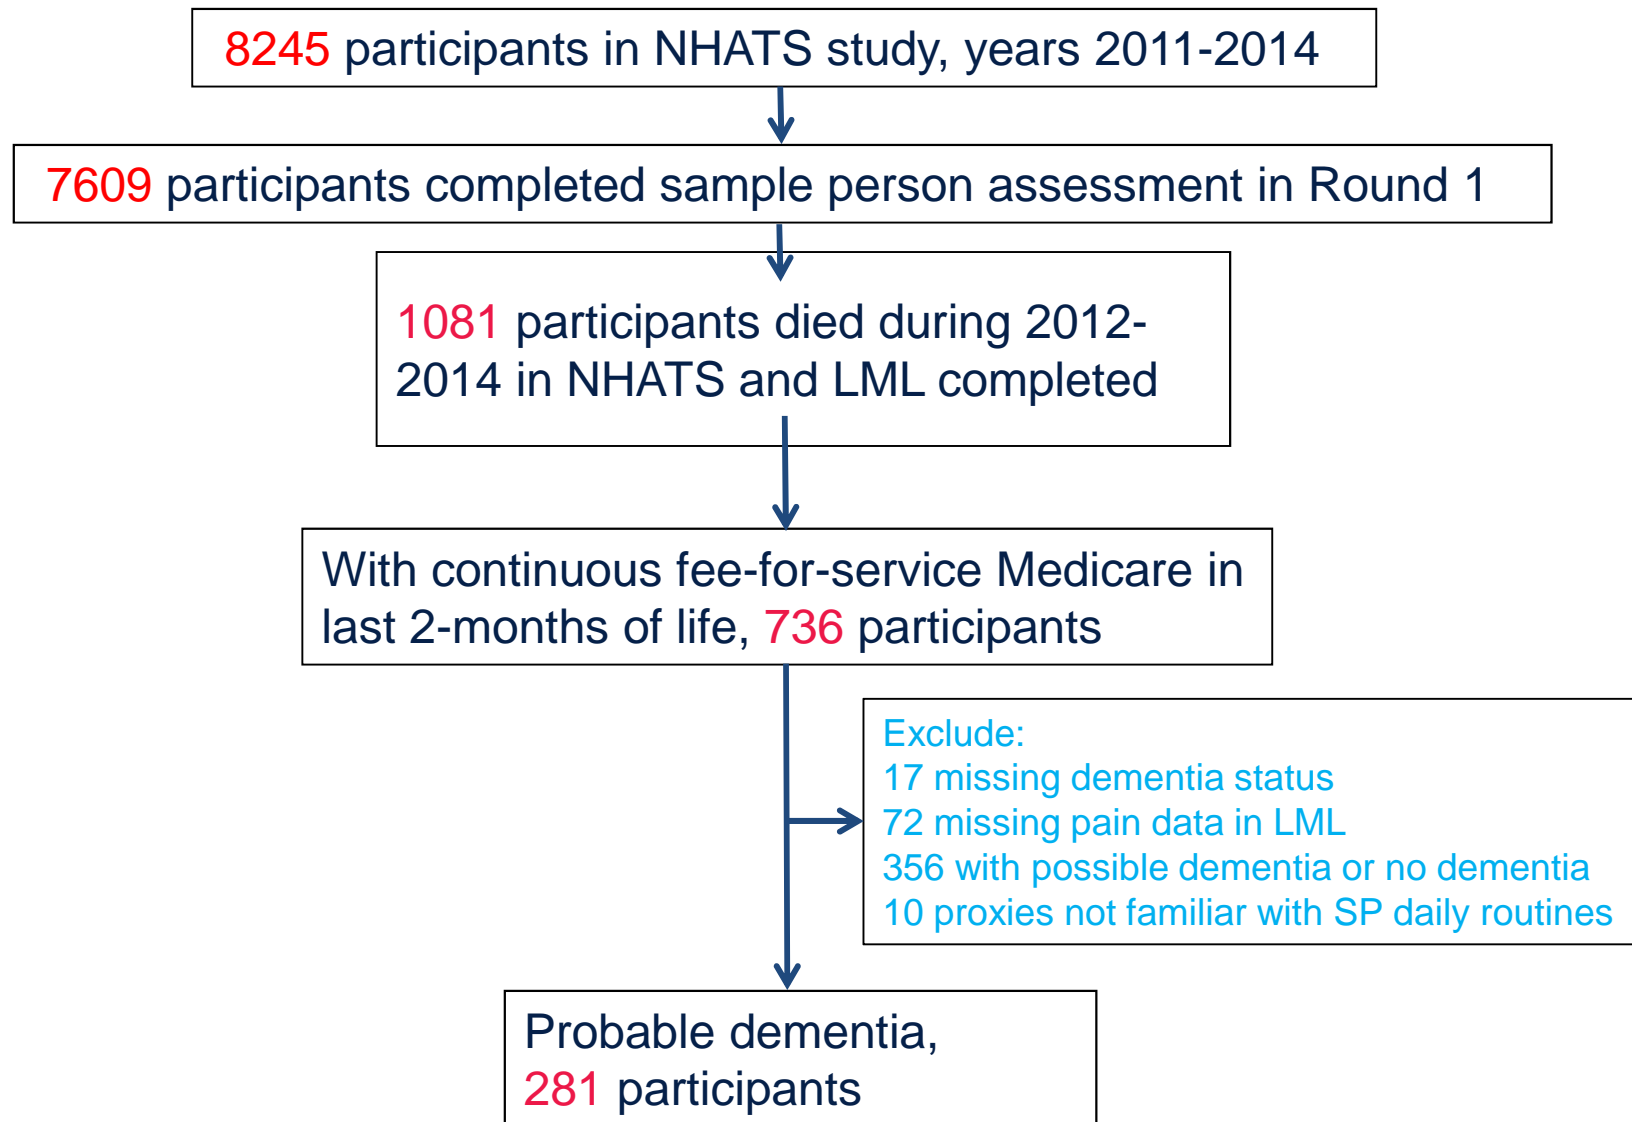 8245 participants in NHATS study, years 2011-2014
7609 participants completed sample person assessment in Round 1
1081 participants died during 2012-
2014 in NHATS and LML completed
With continuous fee-for-service Medicare in
last 2-months of life, 736 participants
Exclude:
17 missing dementia status
72 missing pain data in LML
356 with possible dementia or no dementia
10 proxies not familiar with SP daily routines
Probable dementia,
281 participants